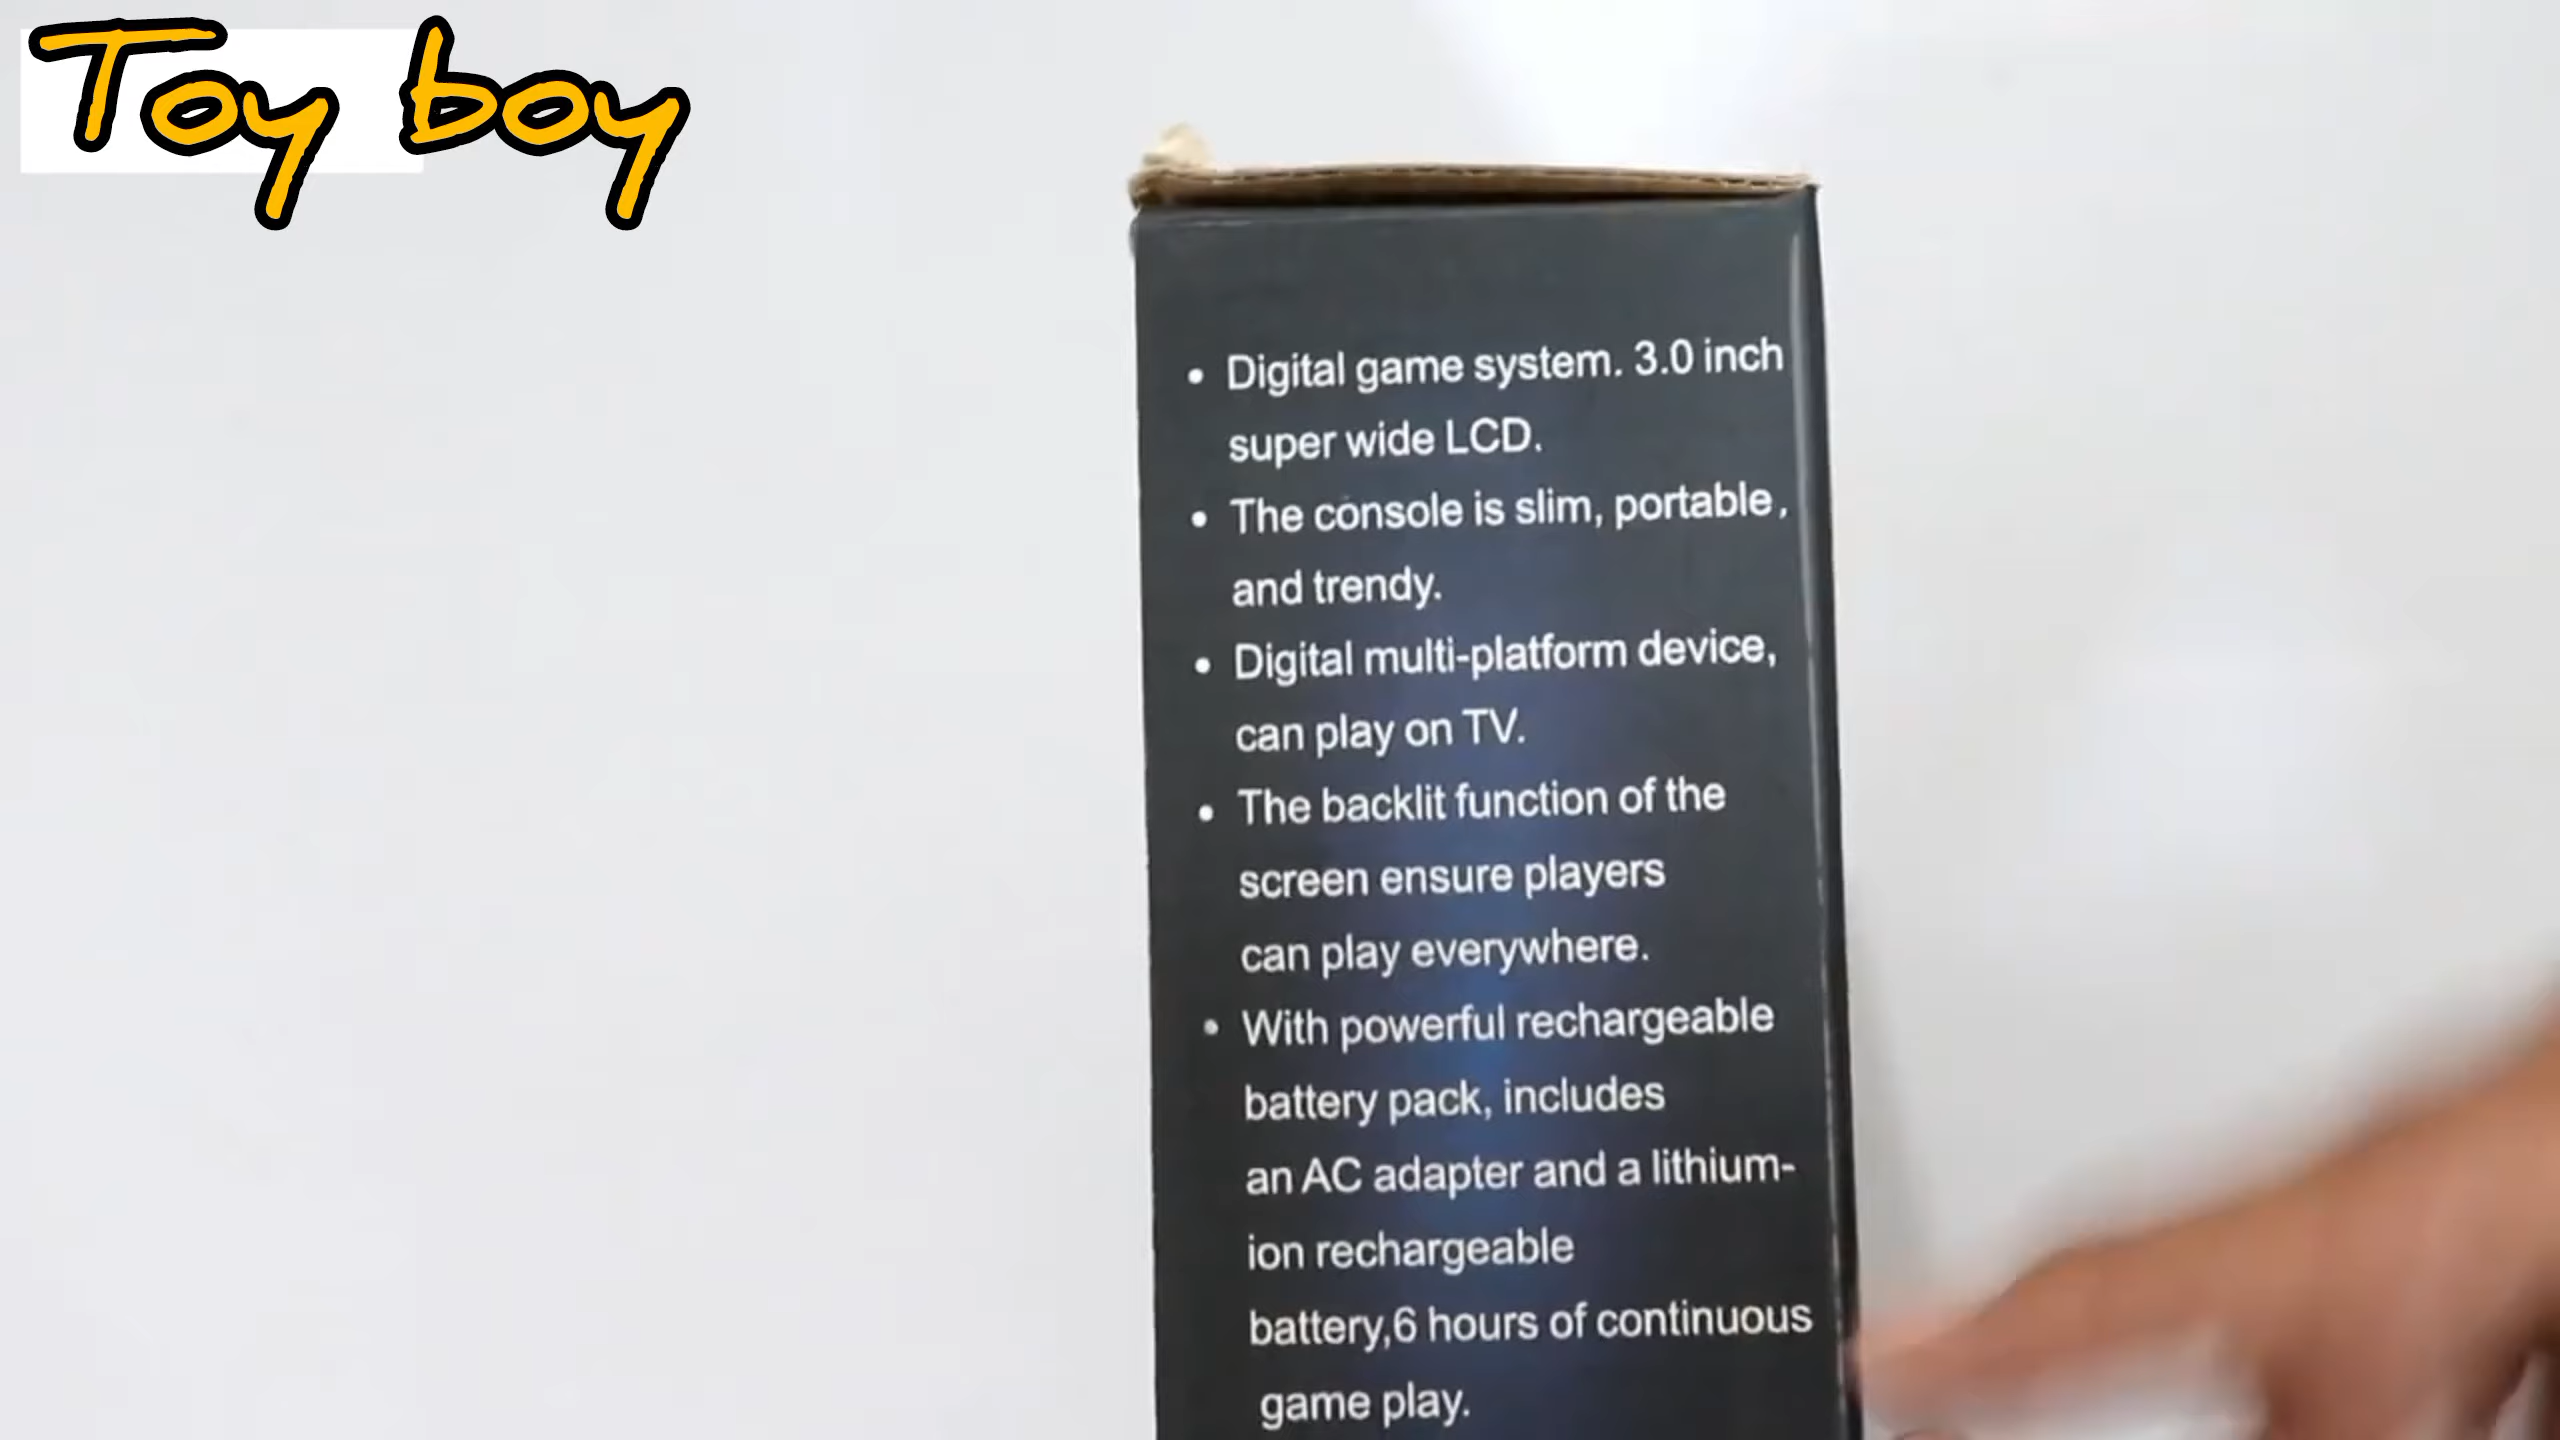 Toy boy
• Digital game system. 3.0 inch
super wide LCD.
• The console is slim, portable,
and trendy.
• Digital multi-platform device,
can play on TV.
• The backlit function of the
screen ensure players
can play everywhere.
• With powerful rechargeable
battery pack, includes
an AC adapter and a lithium-
ion rechargeable
battery,6 hours of continuous
game play.